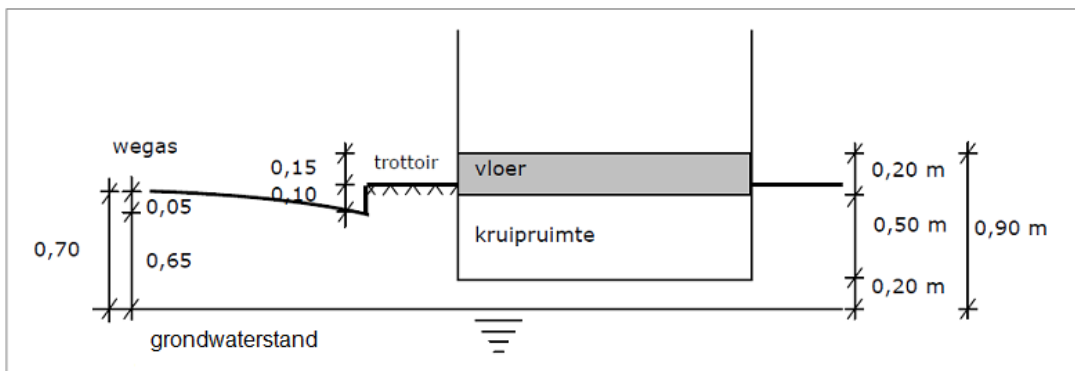 wegas
0,15
trottoir
vloer
0,20 m
0,10
0,05
kruipruimte
0,50 m
0,90 m
0,70
0,65
0,20 m
grondwaterstand